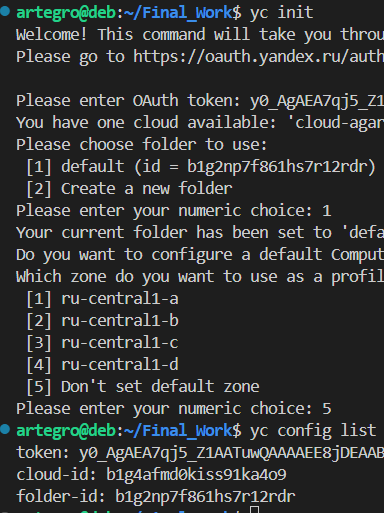 artegro@deb:~/Final_Work$ yc init
Welcome! This command will take you throu
Please go to https://oauth.yandex.ru/auth
Please enter OAuth token: y0_AgAEA7qj5_Z1
You have one cloud available: 'cloud-agar
Please choose folder to use:
[1] default (id = b1g2np7f861hs7r12rdr)
[2] Create a new folder
Please enter your numeric choice: 1
Your current folder has been set to 'defa
Do you want to configure a default Comput
Which zone do you want to use as a profil
[1] ru-central1-a
[2] ru-central1-b
[3] ru-central1-c
[4] ru-central1-d
[5] Don't set default zone
Please enter your numeric choice: 5
artegro@deb:~/Final_Work$ yc config list
token: y0_AgAEA7qj5_Z1AATuwQAAAAEE8jDEAAB
cloud-id: b1g4afmd0kiss91ka4o9
folder-id: b1g2np7f861hs7r12rdr